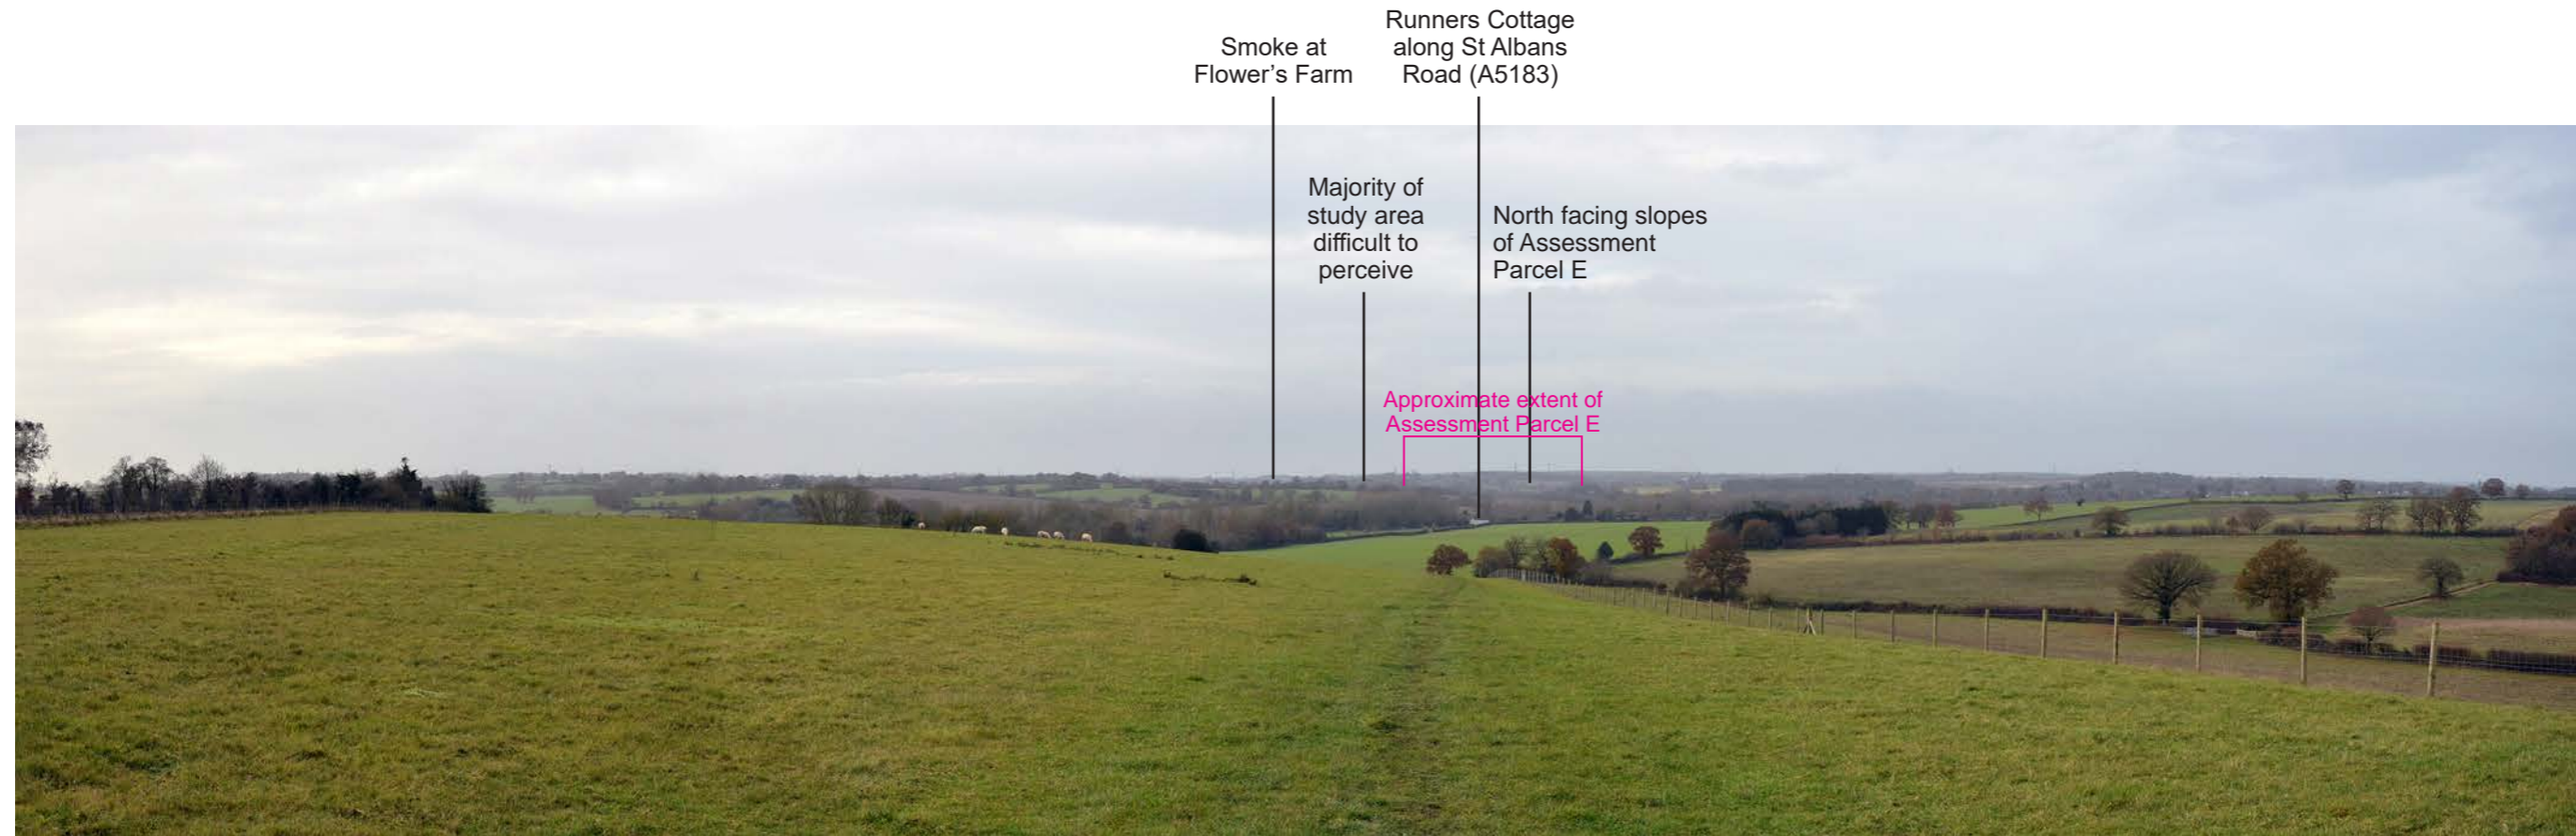 Smoke at
Flower’s Farm
Runners Cottage
along St Albans
Road (A5183)
Majority of
study area
difficult to
perceive
North facing slopes
of Assessment
Parcel E
Approximate extent of
Assessment Parcel E